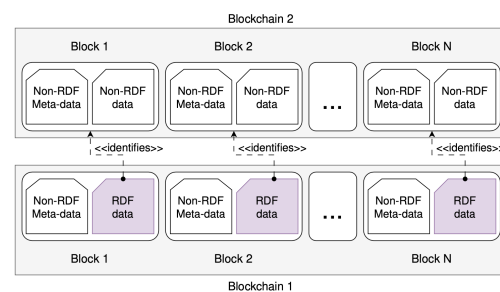 Blockchain 2
Block 1
Block 2
Block N
Non-RDF
Meta-data
Non-RDF
data
Non-RDF
Meta-data
Non-RDF
data
...
Non-RDF
Meta-data
Non-RDF
data
<<identifies>>
<<identifies>>
<<identifies>>
Non-RDF
Meta-data
RDF
data
Non-RDF
Meta-data
RDF
data
...
Non-RDF
Meta-data
RDF
data
Block 1
Block 2
Block N
Blockchain 1